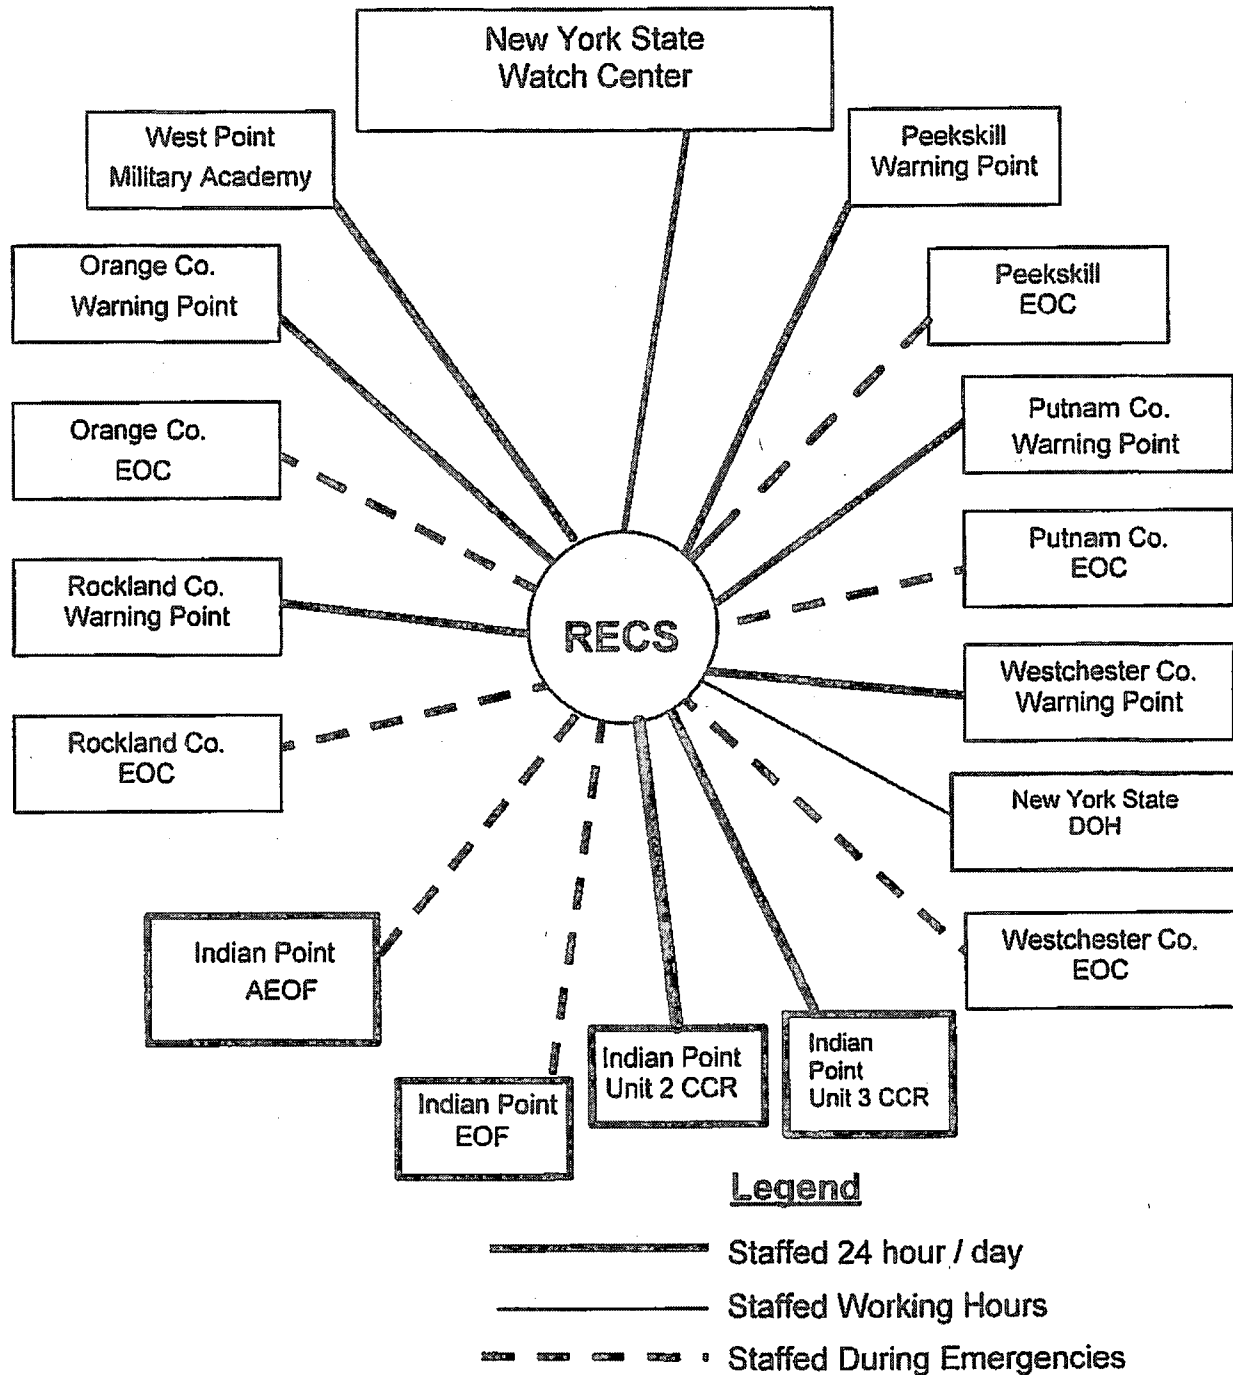 New York State
Watch Center
West Point
Military Academy
Peekskill
Warning Point
Orange Co.
Warning Point
Peekskill
EOC
Orange Co.
EOC
Putnam Co.
Warning Point
Putnam Co.
EOC
Rockland Co.
Warning Point
RECS
Westchester Co.
Warning Point
Rockland Co.
EOC
New York State
DOH
Indian Point
AEOF
Westchester Co.
EOC
Indian Point
EOF
Indian Point
Unit 2 CCR
Indian
Point
Unit 3 CCR
Legend
Staffed 24 hour / day
Staffed Working Hours
Staffed During Emergencies